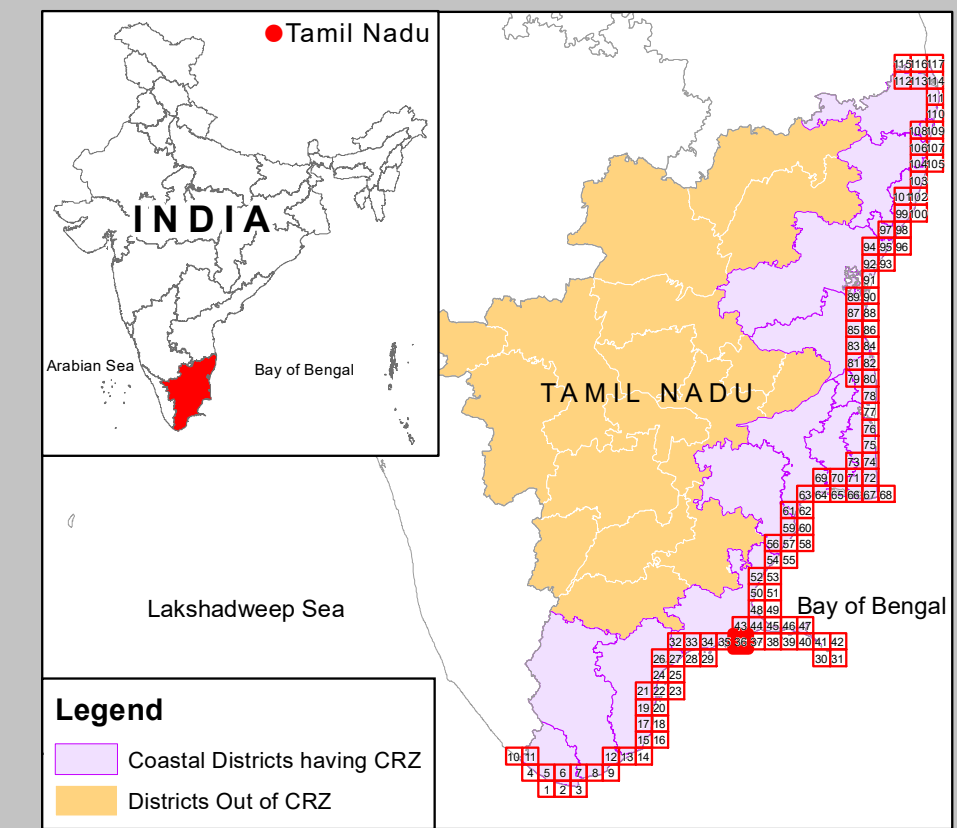 Tamil Nadu
INDIA
Arabian Sea
Bay of Bengal
TAMIL NADU
Lakshadweep Sea
Bay of Bengal
115 116 117
112 113 114
111
110
108 109
106 107
104 105
103
101 102
99 100
97 98
94 95 96
92 93
91
89 90
87 88
85 86
83 84
81 82
79 80
78
77
76
75
73 74
69 70 71 72
63 64 65 66 67 68
61 62
59 60
56 57 58
54 55
52 53
50 51
48 49
43 44 45 46 47
32 33 34 35 36 37 38 39 40 41 42
26 27 28 29 30 31
24 25
21 22 23
19 20
17 18
15 16
10 11 12 13 14
4 5 6 7 8 9
1 2 3
Legend
Coastal Districts having CRZ
Districts Out of CRZ